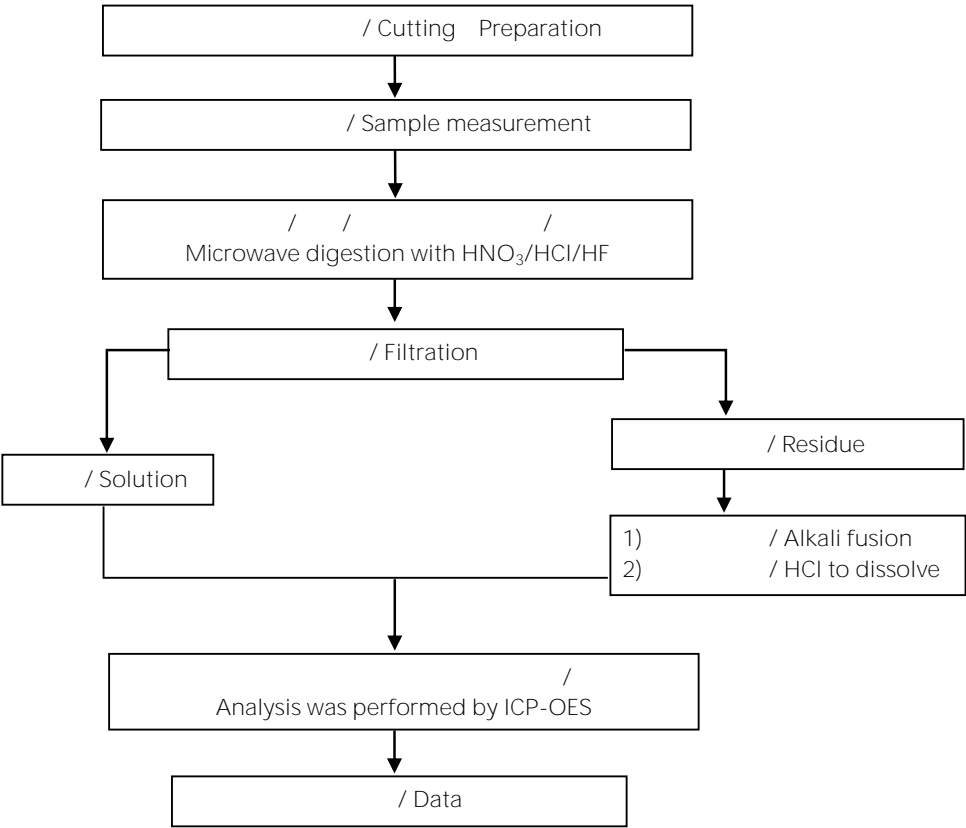 / Cutting Preparation
/ Sample measurement
/ / /
Microwave digestion with HNO₃/HCl/HF
/ Filtration
/ Residue
/ Solution
1) / Alkali fusion
2) / HCl to dissolve
/
Analysis was performed by ICP-OES
/ Data